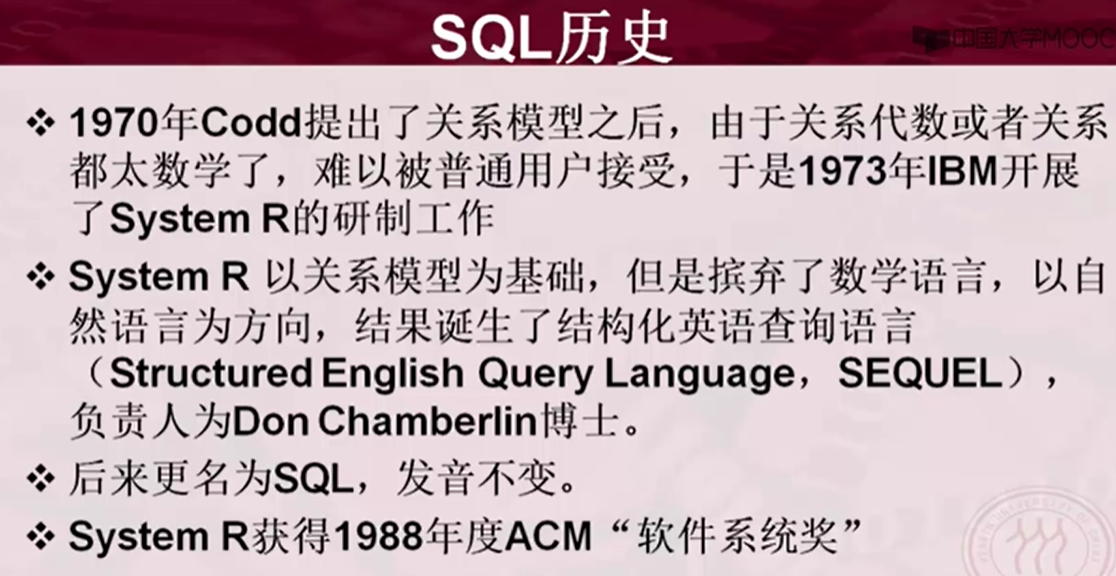 SQL历史
中国大学MOOC
❖ 1970年Codd提出了关系模型之后，由于关系代数或者关系
都太数学了，难以被普通用户接受，于是1973年IBM开展
了System R的研制工作
❖ System R 以关系模型为基础，但是摈弃了数学语言，以自
然语言为方向，结果诞生了结构化英语查询语言
（Structured English Query Language，SEQUEL），
负责人为Don Chamberlin博士。
❖ 后来更名为SQL，发音不变。
❖ System R获得1988年度ACM“软件系统奖”